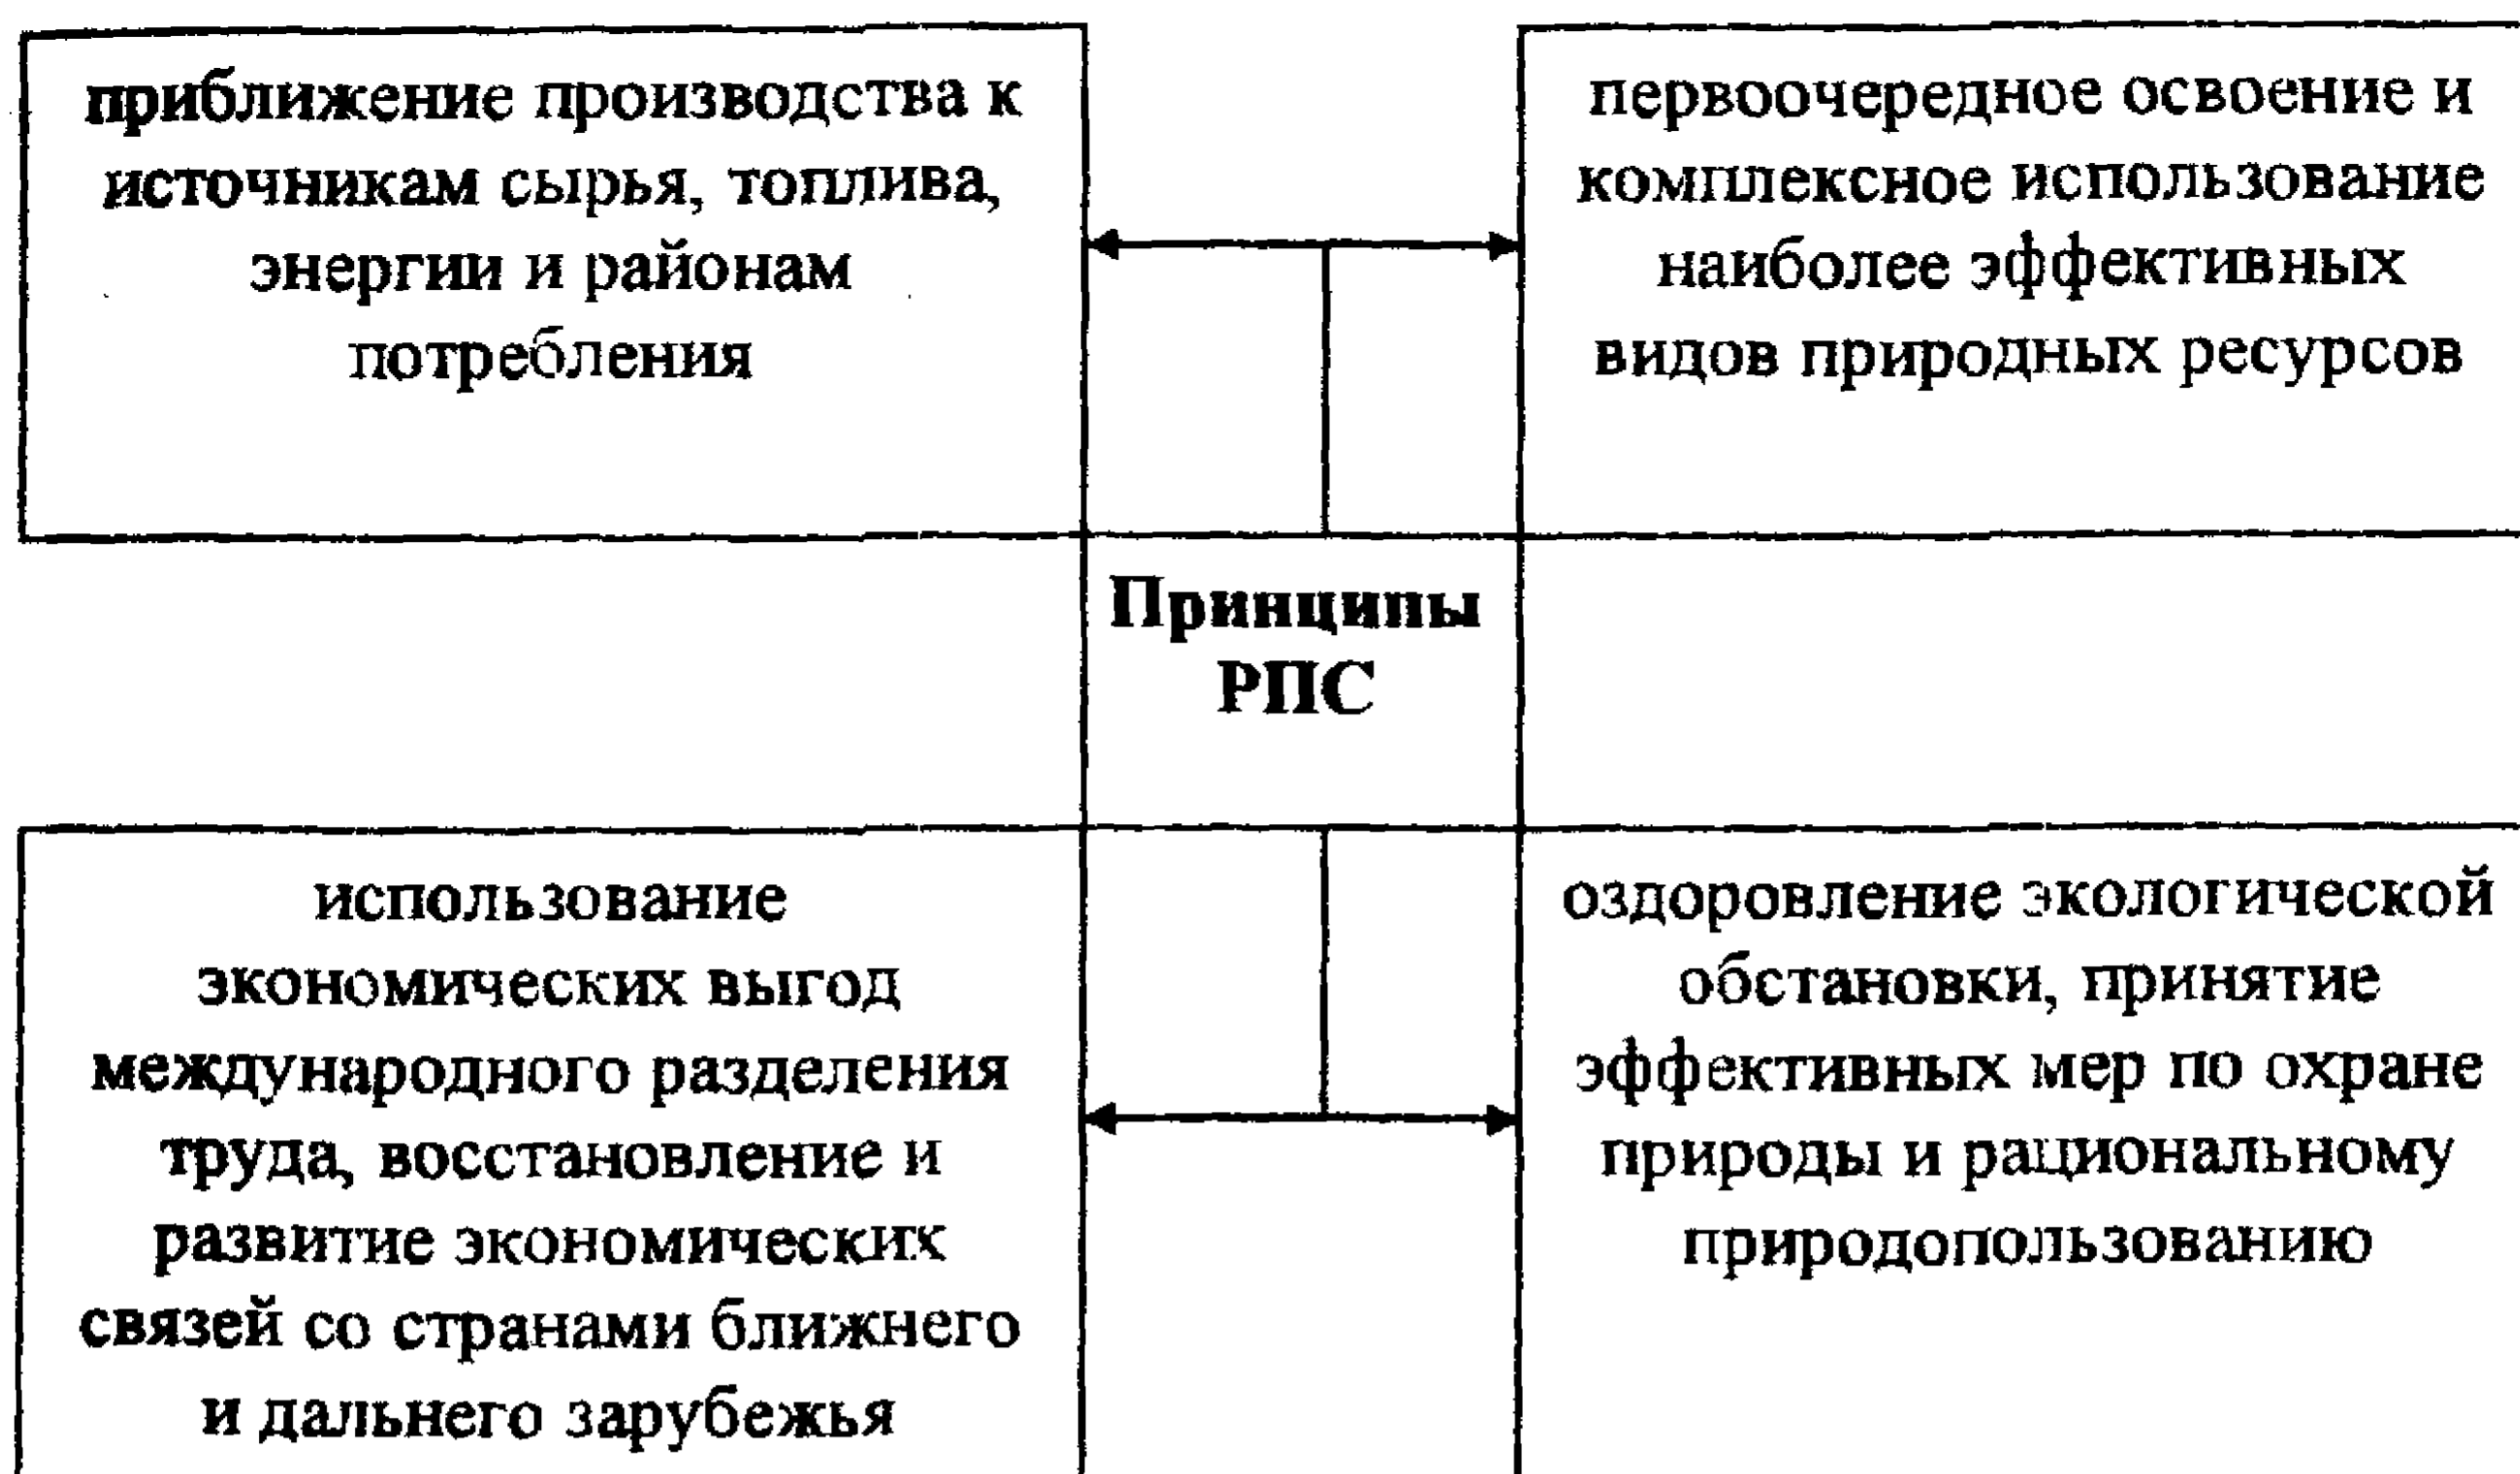 приближение производства к
источникам сырья, топлива,
энергии и районам
потребления
первоочередное освоение и
комплексное использование
наиболее эффективных
видов природных ресурсов
Принципы
РПС
использование
экономических выгод
международного разделения
труда, восстановление и
развитие экономических
связей со странами ближнего
и дальнего зарубежья
оздоровление экологической
обстановки, принятие
эффективных мер по охране
природы и рациональному
природопользованию